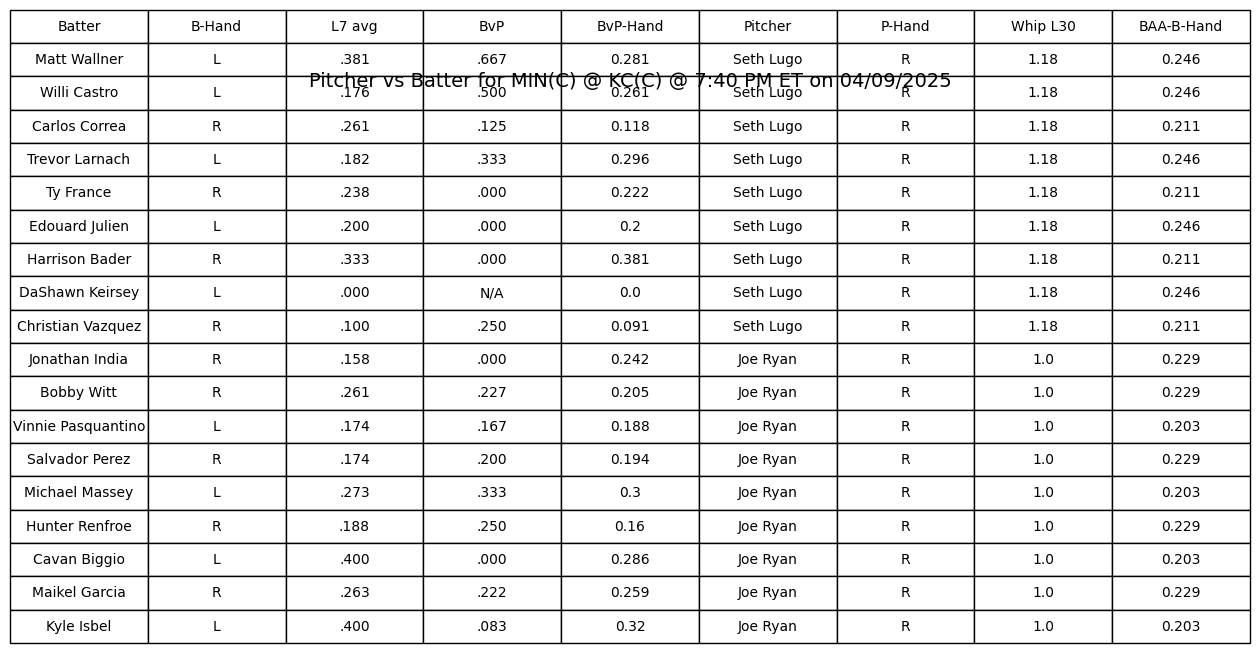 Batter B-Hand L7 avg BvP BvP-Hand Pitcher P-Hand Whip L30 BAA-B-Hand
Matt Wallner L .381 .667 0.281 Seth Lugo R 1.18 0.246
Pitcher vs Batter for MIN(C) @ KC(C) @ 7:40 PM ET on 04/09/2025
Willi Castro L .176 .500 0.261 Seth Lugo R 1.18 0.246
Carlos Correa R .261 .125 0.118 Seth Lugo R 1.18 0.211
Trevor Larnach L .182 .333 0.296 Seth Lugo R 1.18 0.246
Ty France R .238 .000 0.222 Seth Lugo R 1.18 0.211
Edouard Julien L .200 .000 0.2 Seth Lugo R 1.18 0.246
Harrison Bader R .333 .000 0.381 Seth Lugo R 1.18 0.211
DaShawn Keirsey L .000 N/A 0.0 Seth Lugo R 1.18 0.246
Christian Vazquez R .100 .250 0.091 Seth Lugo R 1.18 0.211
Jonathan India R .158 .000 0.242 Joe Ryan R 1.0 0.229
Bobby Witt R .261 .227 0.205 Joe Ryan R 1.0 0.229
Vinnie Pasquantino L .174 .167 0.188 Joe Ryan R 1.0 0.203
Salvador Perez R .174 .200 0.194 Joe Ryan R 1.0 0.229
Michael Massey L .273 .333 0.3 Joe Ryan R 1.0 0.203
Hunter Renfroe R .188 .250 0.16 Joe Ryan R 1.0 0.229
Cavan Biggio L .400 .000 0.286 Joe Ryan R 1.0 0.203
Maikel Garcia R .263 .222 0.259 Joe Ryan R 1.0 0.229
Kyle Isbel L .400 .083 0.32 Joe Ryan R 1.0 0.203